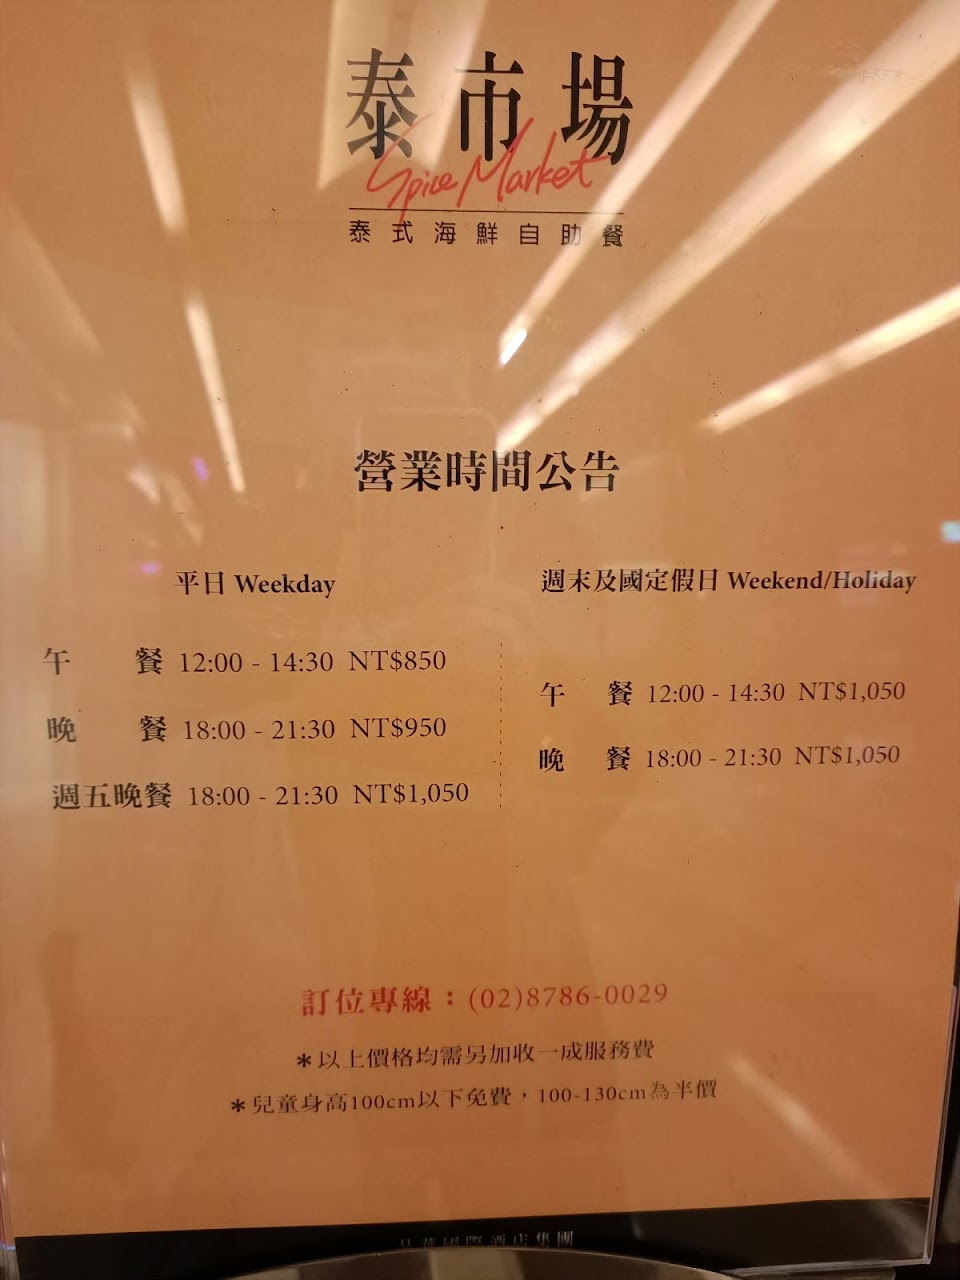 泰市場
Spice Market
泰式海鮮自助餐
營業時間公告
平日 Weekday
午餐 12:00 - 14:30 NT$850
晚餐 18:00 - 21:30 NT$950
週五晚餐 18:00 - 21:30 NT$1,050
週末及國定假日 Weekend/Holiday
午餐 12:00 - 14:30 NT$1,050
晚餐 18:00 - 21:30 NT$1,050
訂位專線：(02)8786-0029
＊以上價格均需另加收一成服務費
＊兒童身高100cm以下免費，100-130cm為半價
國際酒店集團